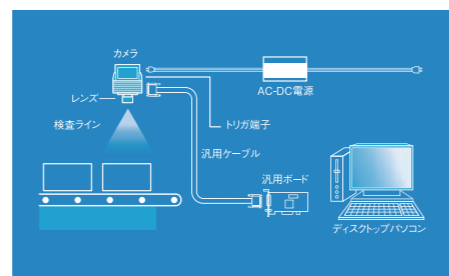 カメラ
AC-DC電源
レンズ
トリガ端子
検査ライン
汎用ケーブル
汎用ボード
ディスクトップパソコン